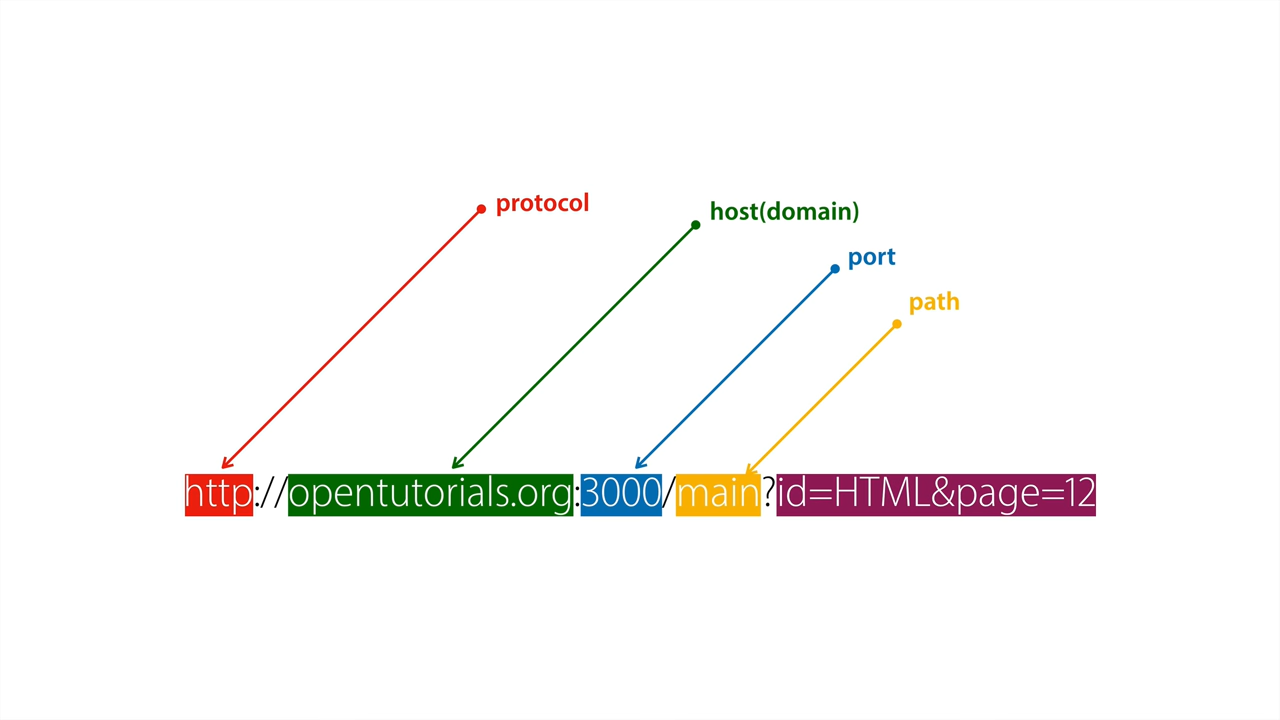 protocol
host(domain)
port
path
http://opentutorials.org:3000/main?id=HTML&page=12